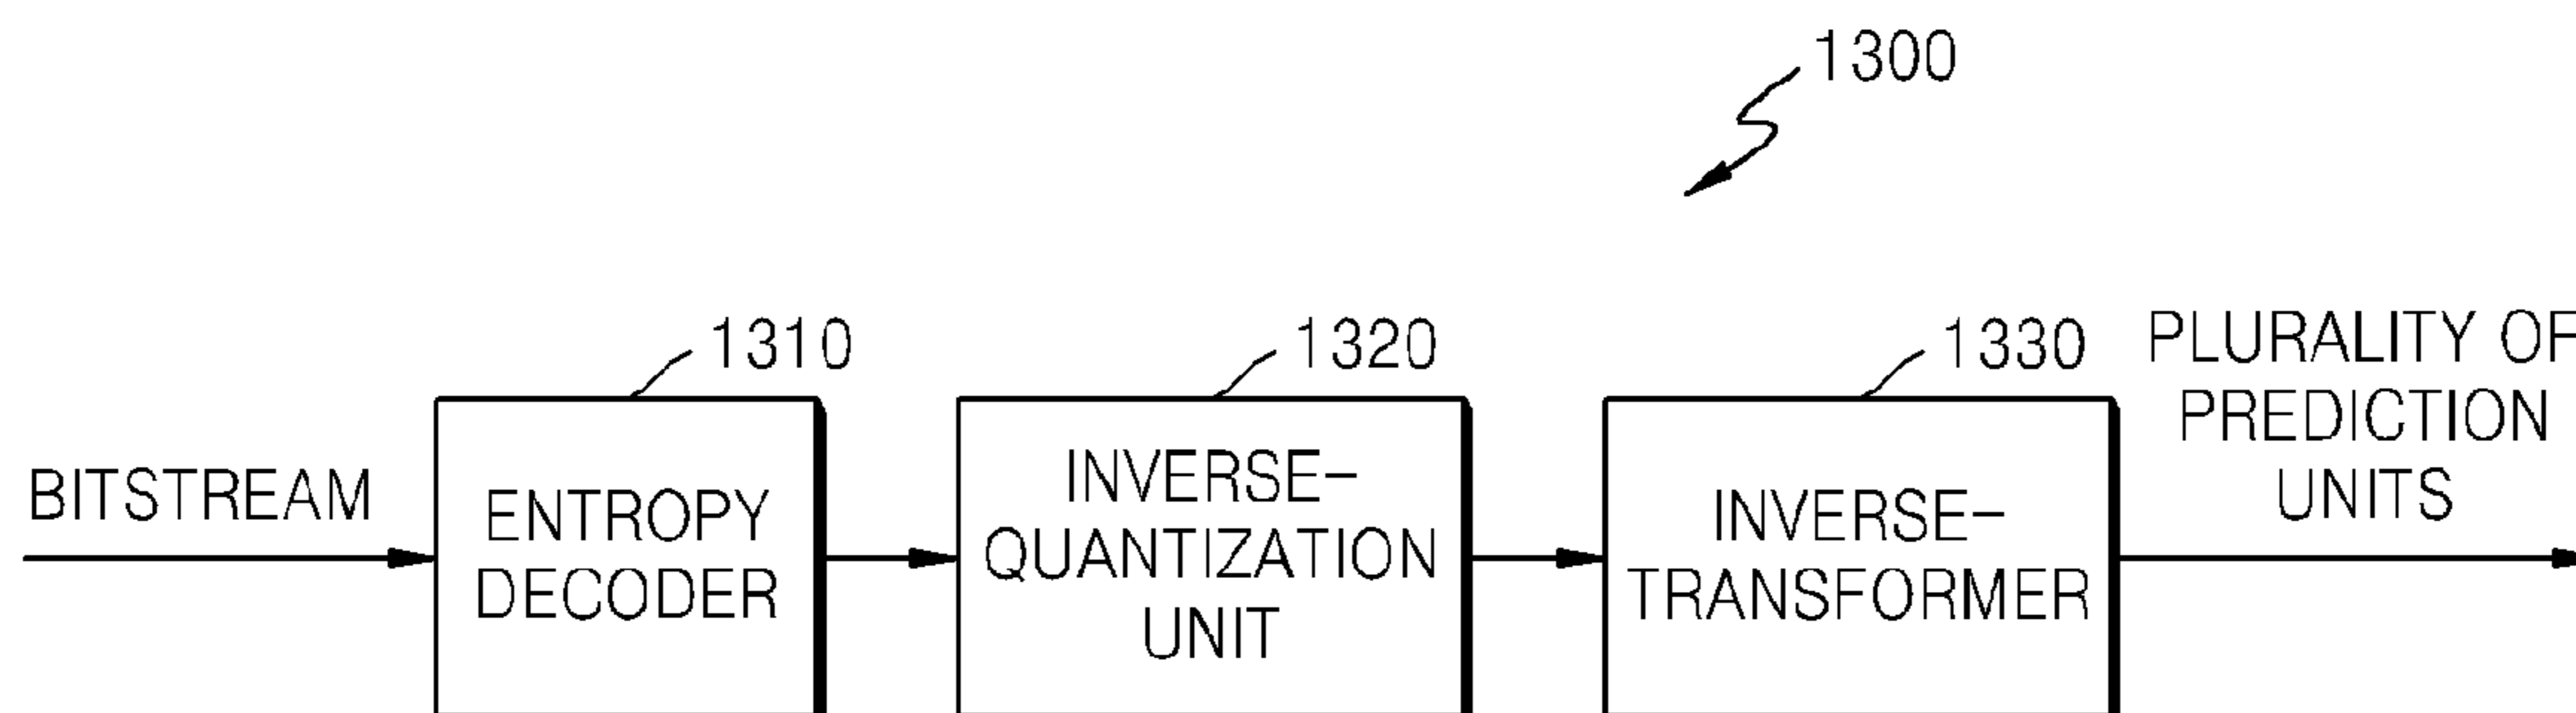 1300
1310
1320
1330
PLURALITY OF
PREDICTION
UNITS
BITSTREAM
ENTROPY
DECODER
INVERSE-
QUANTIZATION
UNIT
INVERSE-
TRANSFORMER